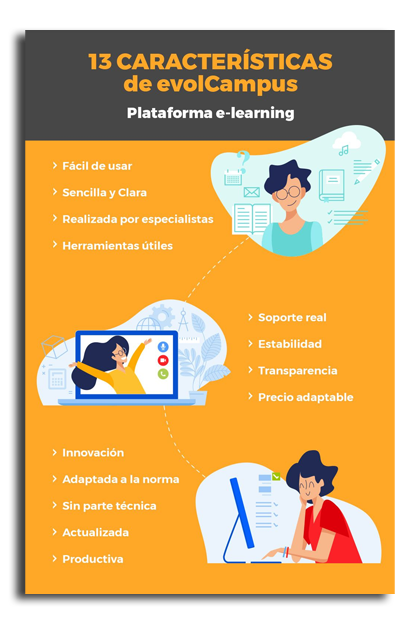 13 CARACTERÍSTICAS
de evolCampus
Plataforma e-learning
Fácil de usar
Sencilla y Clara
Realizada por especialistas
Herramientas útiles
Soporte real
Estabilidad
Transparencia
Precio adaptable
Innovación
Adaptada a la norma
Sin parte técnica
Actualizada
Productiva